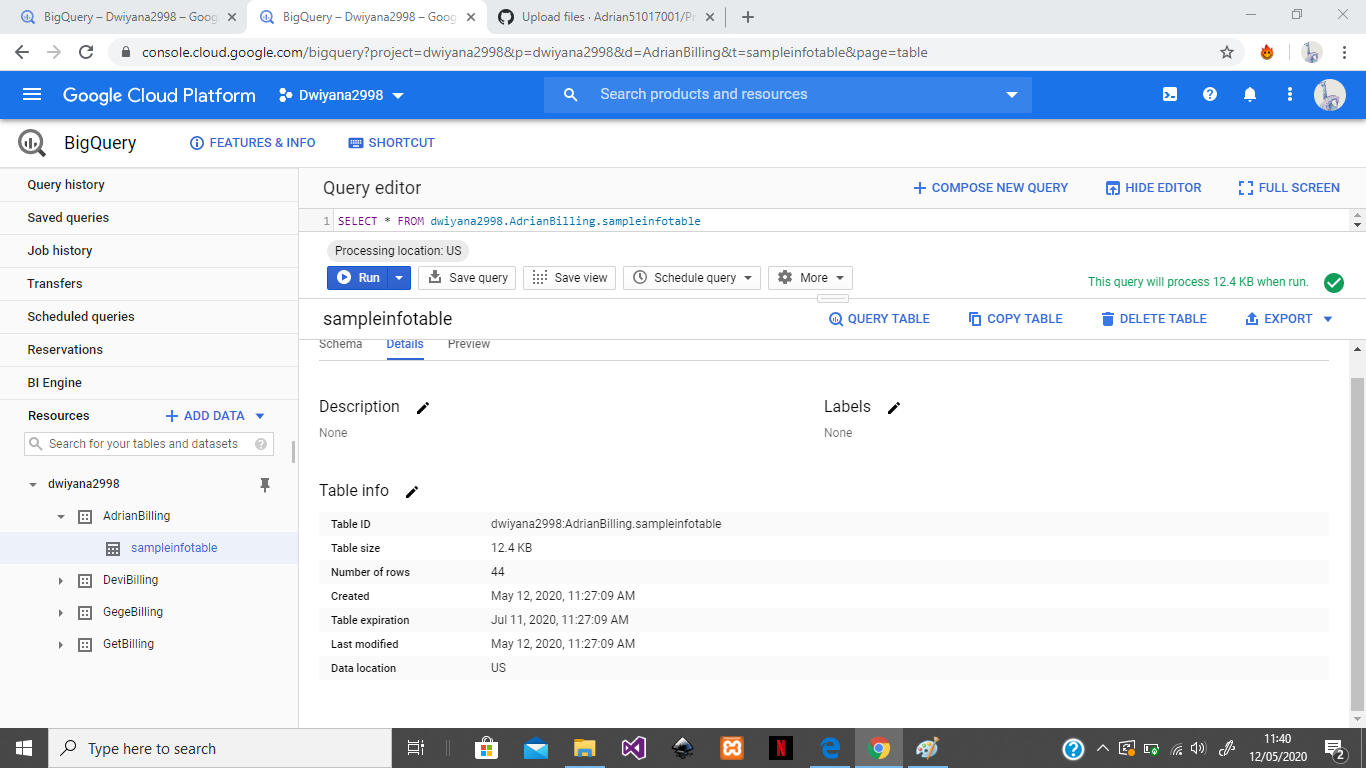 BigQuery – Dwiyana2998 – Goog
BigQuery – Dwiyana2998 – Goog
Upload files · Adrian51017001/Pr
console.cloud.google.com/bigquery?project=dwiyana2998&p=dwiyana2998&d=AdrianBilling&t=sampleinfotable&page=table
Google Cloud Platform
Dwiyana2998
Search products and resources
BigQuery
FEATURES & INFO
SHORTCUT
Query history
Saved queries
Job history
Transfers
Scheduled queries
Reservations
BI Engine
Resources
ADD DATA
Search for your tables and datasets
dwiyana2998
AdrianBilling
sampleinfotable
DeviBilling
GegeBilling
GetBilling
Query editor
COMPOSE NEW QUERY
HIDE EDITOR
FULL SCREEN
1 SELECT * FROM dwiyana2998.AdrianBilling.sampleinfotable
Processing location: US
Run
Save query
Save view
Schedule query
More
This query will process 12.4 KB when run.
sampleinfotable
QUERY TABLE
COPY TABLE
DELETE TABLE
EXPORT
Schema
Details
Preview
Description
None
Labels
None
Table info
Table ID dwiyana2998:AdrianBilling.sampleinfotable
Table size 12.4 KB
Number of rows 44
Created May 12, 2020, 11:27:09 AM
Table expiration Jul 11, 2020, 11:27:09 AM
Last modified May 12, 2020, 11:27:09 AM
Data location US
Type here to search
11:40
12/05/2020
2